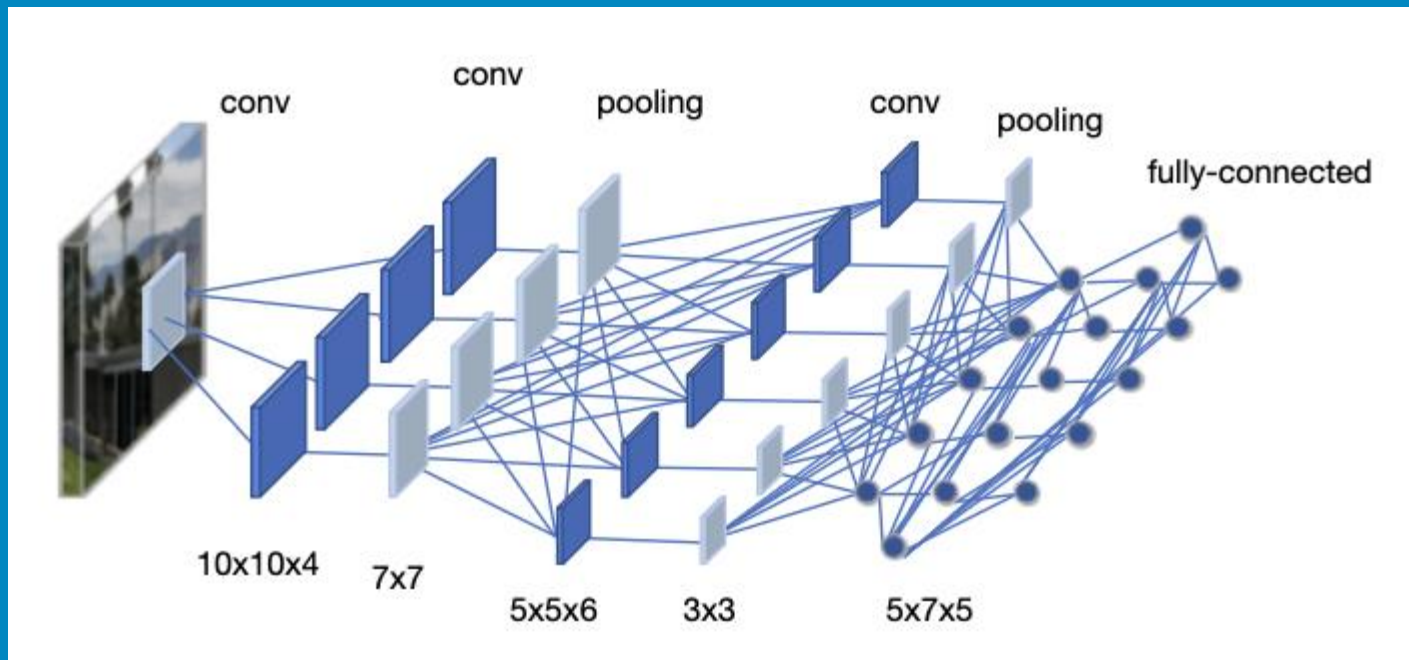 conv
conv
pooling
conv
pooling
fully-connected
10x10x4
7x7
5x5x6
3x3
5x7x5